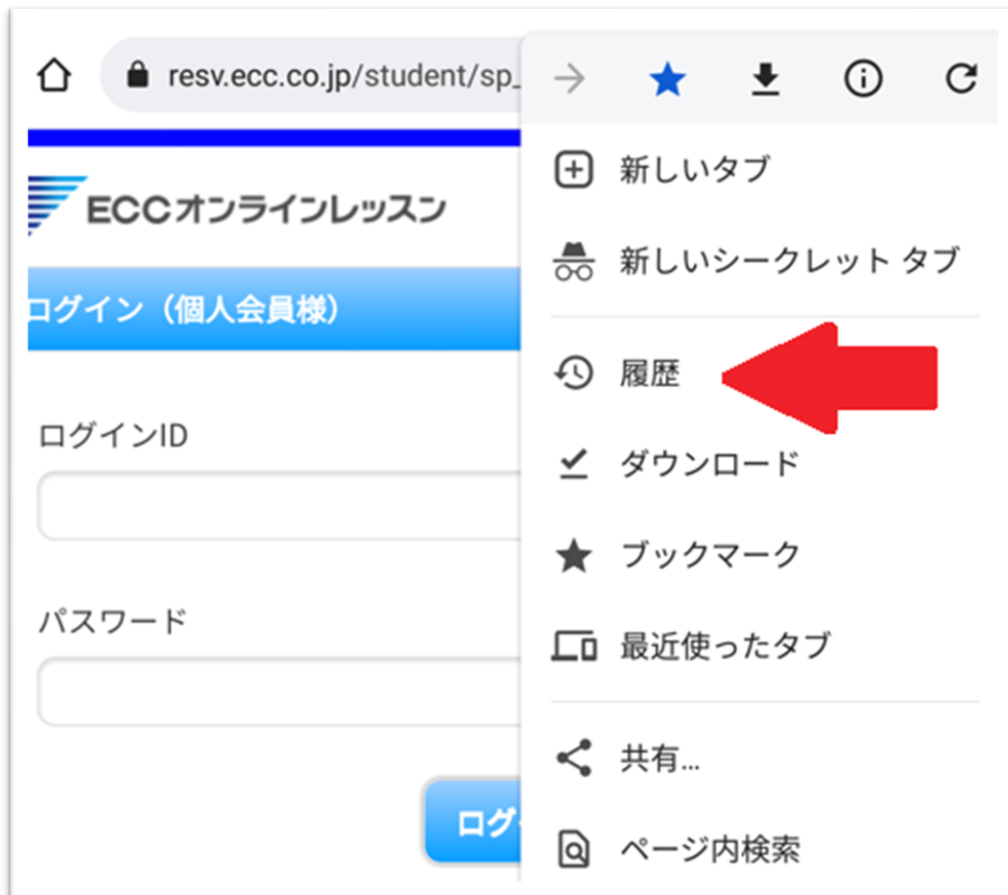 resv.ecc.co.jp/student/sp_
ECCオンラインレッスン
ログイン（個人会員様）
ログインID
パスワード
ログ
新しいタブ
新しいシークレット タブ
履歴
ダウンロード
ブックマーク
最近使ったタブ
共有...
ページ内検索